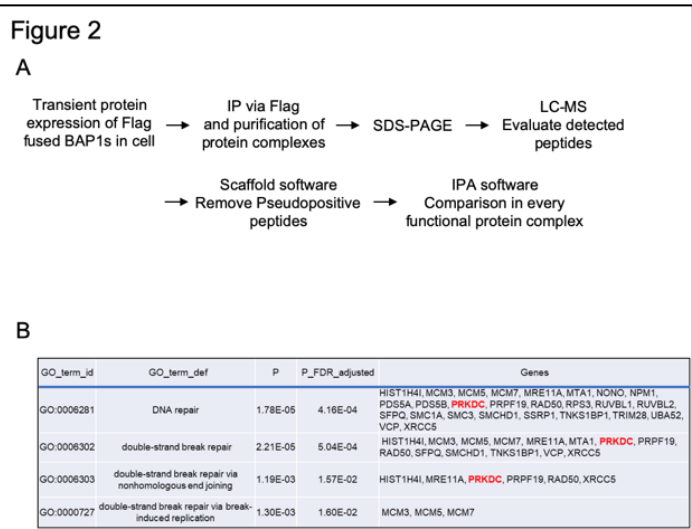 Figure 2
A
Transient protein
expression of Flag
fused BAP1s in cell
IP via Flag
and purification of
protein complexes
SDS-PAGE
LC-MS
Evaluate detected
peptides
Scaffold software
Remove Pseudopositive
peptides
IPA software
Comparison in every
functional protein complex
B
GO_term_id GO_term_def P P_FDR_adjusted Genes
HIST1H4I, MCM3, MCM5, MCM7, MRE11A, MTA1, NONO, NPM1,
PDS5A, PDS5B, PRKDC, PRPF19, RAD50, RPS3, RUVBL1, RUVBL2,
GO:0006281 DNA repair 1.78E-05 4.16E-04 SFPQ, SMC1A, SMC3, SMCHD1, SSRP1, TNKS1BP1, TRIM28, UBA52,
VCP, XRCC5
GO:0006302 double-strand break repair 2.21E-05 5.04E-04 HIST1H4I, MCM3, MCM5, MCM7, MRE11A, MTA1, PRKDC, PRPF19,
RAD50, SFPQ, SMCHD1, TNKS1BP1, VCP, XRCC5
GO:0006303 double-strand break repair via
nonhomologous end joining 1.19E-03 1.57E-02 HIST1H4I, MRE11A, PRKDC, PRPF19, RAD50, XRCC5
GO:0000727 double-strand break repair via break-
induced replication 1.30E-03 1.60E-02 MCM3, MCM5, MCM7